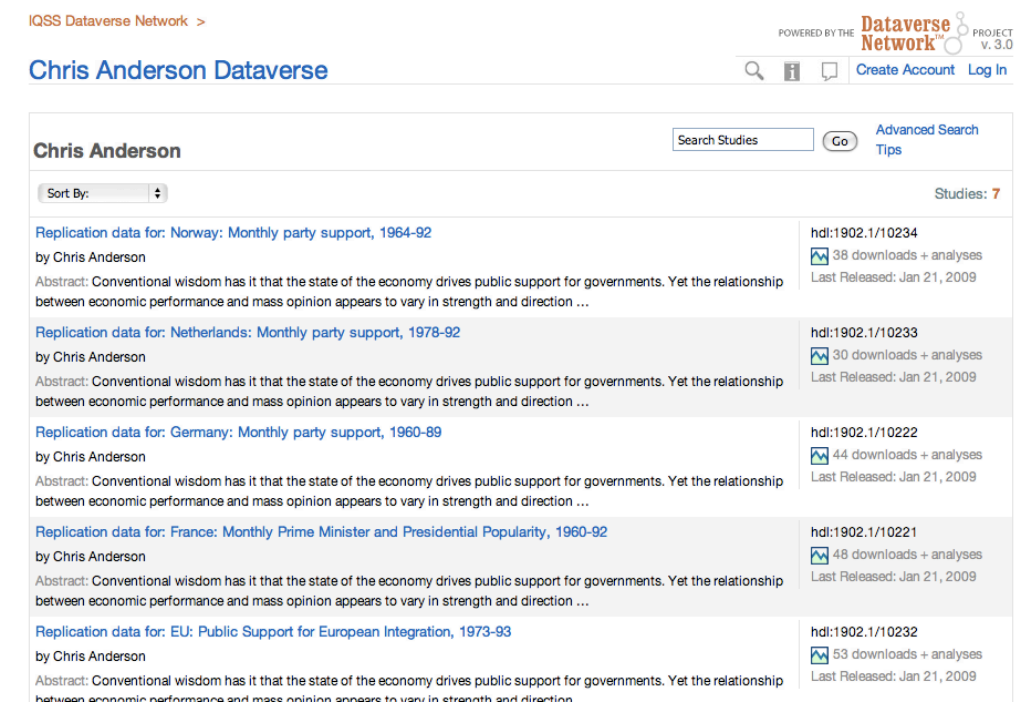 IQSS Dataverse Network >
POWERED BY THE Dataverse Network™ PROJECT v. 3.0
Chris Anderson Dataverse
Create Account Log In
Chris Anderson
Search Studies Go Advanced Search
Tips
Sort By:
Studies: 7
Replication data for: Norway: Monthly party support, 1964-92
by Chris Anderson
Abstract: Conventional wisdom has it that the state of the economy drives public support for governments. Yet the relationship
between economic performance and mass opinion appears to vary in strength and direction ...
hdl:1902.1/10234
38 downloads + analyses
Last Released: Jan 21, 2009
Replication data for: Netherlands: Monthly party support, 1978-92
by Chris Anderson
Abstract: Conventional wisdom has it that the state of the economy drives public support for governments. Yet the relationship
between economic performance and mass opinion appears to vary in strength and direction ...
hdl:1902.1/10233
30 downloads + analyses
Last Released: Jan 21, 2009
Replication data for: Germany: Monthly party support, 1960-89
by Chris Anderson
Abstract: Conventional wisdom has it that the state of the economy drives public support for governments. Yet the relationship
between economic performance and mass opinion appears to vary in strength and direction ...
hdl:1902.1/10222
44 downloads + analyses
Last Released: Jan 21, 2009
Replication data for: France: Monthly Prime Minister and Presidential Popularity, 1960-92
by Chris Anderson
Abstract: Conventional wisdom has it that the state of the economy drives public support for governments. Yet the relationship
between economic performance and mass opinion appears to vary in strength and direction ...
hdl:1902.1/10221
48 downloads + analyses
Last Released: Jan 21, 2009
Replication data for: EU: Public Support for European Integration, 1973-93
by Chris Anderson
Abstract: Conventional wisdom has it that the state of the economy drives public support for governments. Yet the relationship
between economic performance and mass opinion appears to vary in strength and direction
hdl:1902.1/10232
53 downloads + analyses
Last Released: Jan 21, 2009